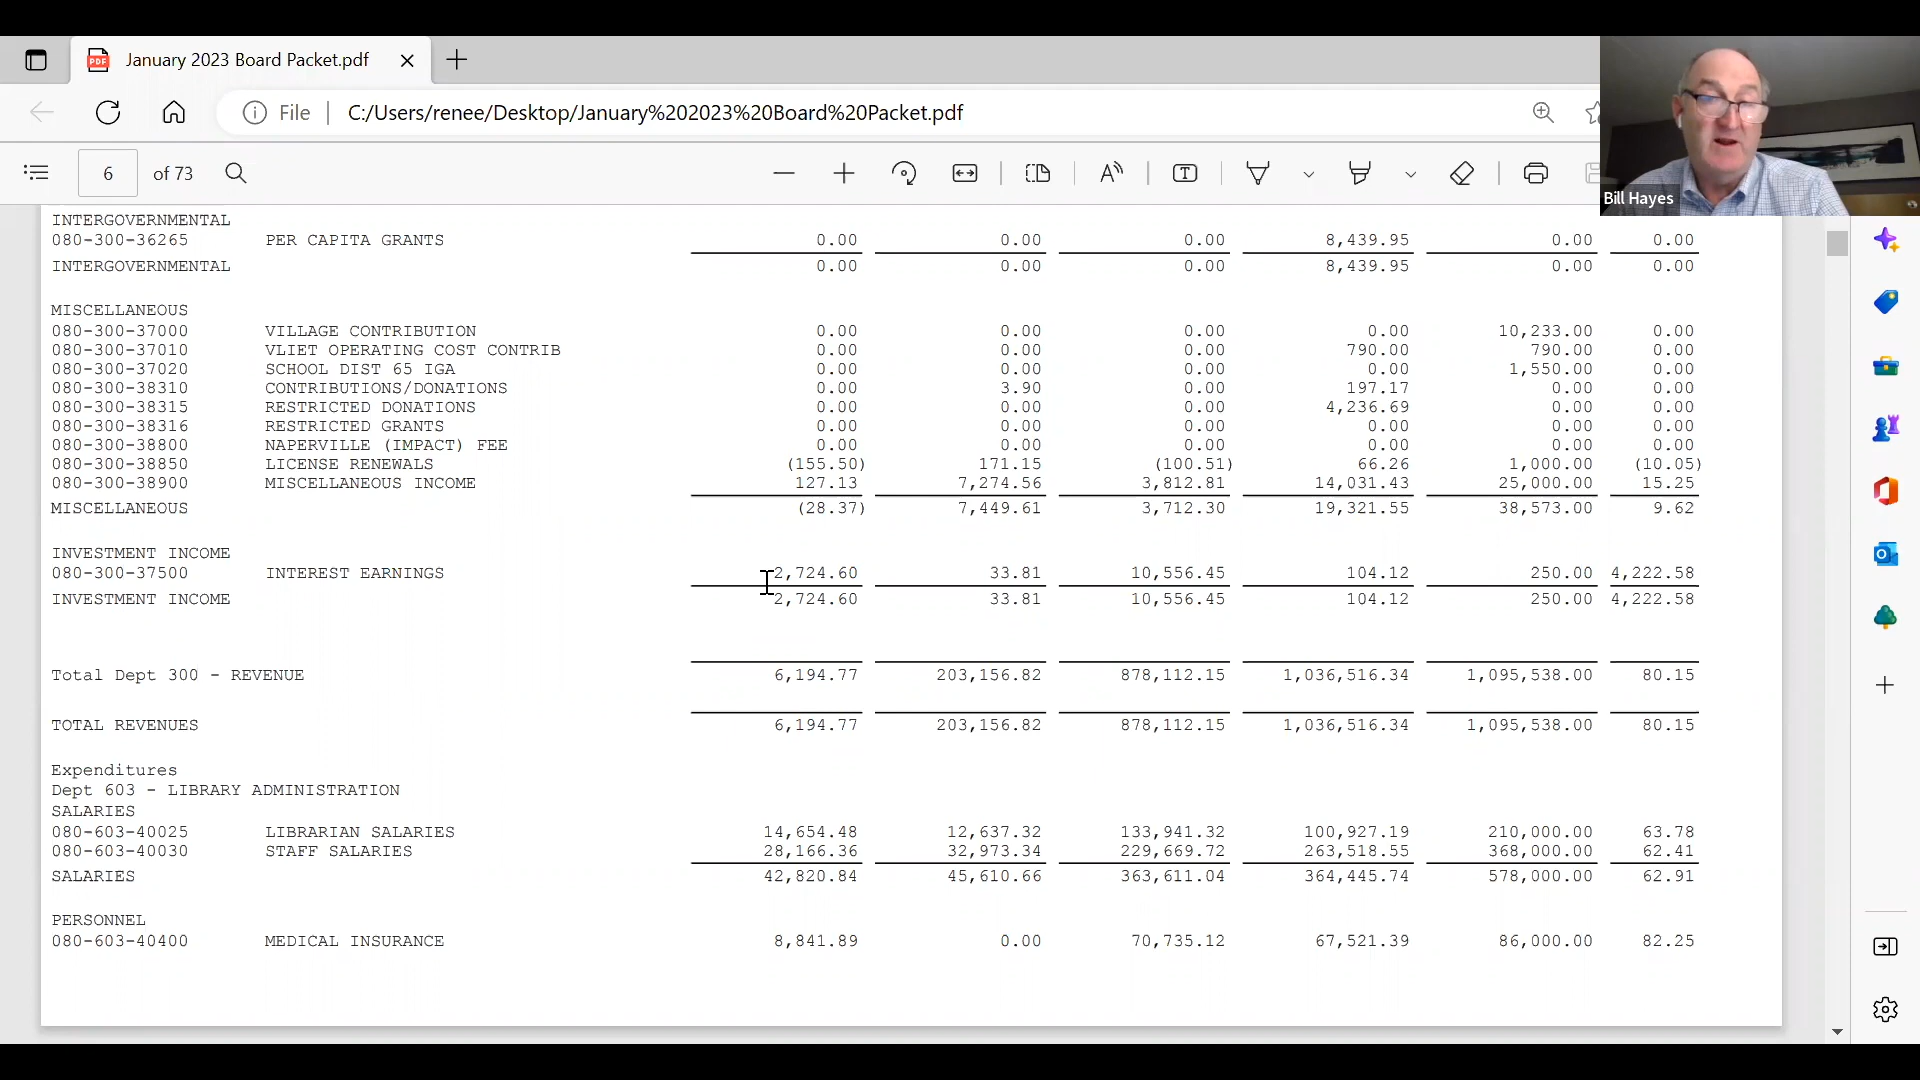 January 2023 Board Packet.pdf
File C:/Users/renee/Desktop/January%202023%20Board%20Packet.pdf
6 of 73
Bill Hayes
INTERGOVERNMENTAL
080-300-36265 PER CAPITA GRANTS 0.00 0.00 0.00 8,439.95 0.00 0.00
INTERGOVERNMENTAL 0.00 0.00 0.00 8,439.95 0.00 0.00
MISCELLANEOUS
080-300-37000 VILLAGE CONTRIBUTION 0.00 0.00 0.00 0.00 10,233.00 0.00
080-300-37010 VLIET OPERATING COST CONTRIB 0.00 0.00 0.00 790.00 790.00 0.00
080-300-37020 SCHOOL DIST 65 IGA 0.00 0.00 0.00 0.00 1,550.00 0.00
080-300-38310 CONTRIBUTIONS/DONATIONS 0.00 3.90 0.00 197.17 0.00 0.00
080-300-38315 RESTRICTED DONATIONS 0.00 0.00 0.00 4,236.69 0.00 0.00
080-300-38316 RESTRICTED GRANTS 0.00 0.00 0.00 0.00 0.00 0.00
080-300-38800 NAPERVILLE (IMPACT) FEE 0.00 0.00 0.00 0.00 0.00 0.00
080-300-38850 LICENSE RENEWALS (155.50) 171.15 (100.51) 66.26 1,000.00 (10.05)
080-300-38900 MISCELLANEOUS INCOME 127.13 7,274.56 3,812.81 14,031.43 25,000.00 15.25
MISCELLANEOUS (28.37) 7,449.61 3,712.30 19,321.55 38,573.00 9.62
INVESTMENT INCOME
080-300-37500 INTEREST EARNINGS 2,724.60 33.81 10,556.45 104.12 250.00 4,222.58
INVESTMENT INCOME 2,724.60 33.81 10,556.45 104.12 250.00 4,222.58
Total Dept 300 - REVENUE 6,194.77 203,156.82 878,112.15 1,036,516.34 1,095,538.00 80.15
TOTAL REVENUES 6,194.77 203,156.82 878,112.15 1,036,516.34 1,095,538.00 80.15
Expenditures
Dept 603 - LIBRARY ADMINISTRATION
SALARIES
080-603-40025 LIBRARIAN SALARIES 14,654.48 12,637.32 133,941.32 100,927.19 210,000.00 63.78
080-603-40030 STAFF SALARIES 28,166.36 32,973.34 229,669.72 263,518.55 368,000.00 62.41
SALARIES 42,820.84 45,610.66 363,611.04 364,445.74 578,000.00 62.91
PERSONNEL
080-603-40400 MEDICAL INSURANCE 8,841.89 0.00 70,735.12 67,521.39 86,000.00 82.25